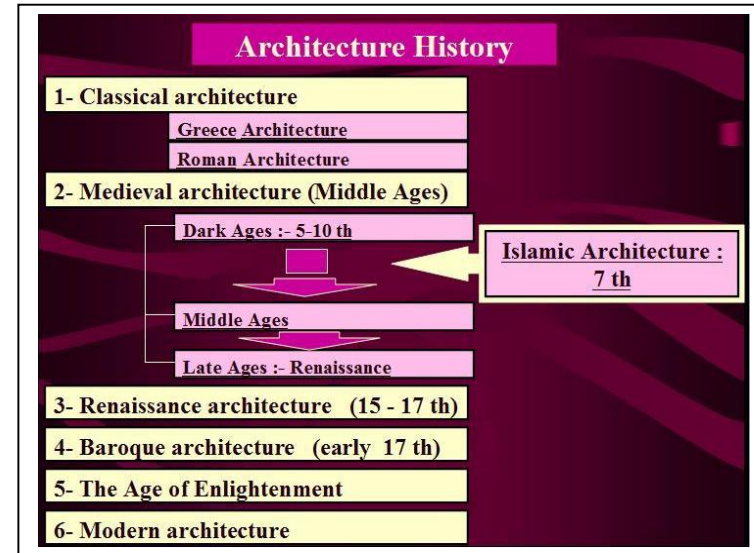 Architecture History
1- Classical architecture
Greece Architecture
Roman Architecture
2- Medieval architecture (Middle Ages)
Dark Ages :- 5-10 th
Islamic Architecture :
7 th
Middle Ages
Late Ages :- Renaissance
3- Renaissance architecture (15 - 17 th)
4- Baroque architecture (early 17 th)
5- The Age of Enlightenment
6- Modern architecture